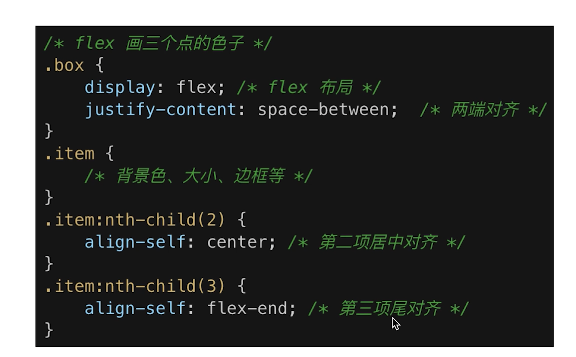 /* flex 画三个点的色子 */
.box {
    display: flex; /* flex 布局 */
    justify-content: space-between;  /* 两端对齐 */
}
.item {
    /* 背景色、大小、边框等 */
}
.item:nth-child(2) {
    align-self: center; /* 第二项居中对齐 */
}
.item:nth-child(3) {
    align-self: flex-end; /* 第三项尾对齐 */
}